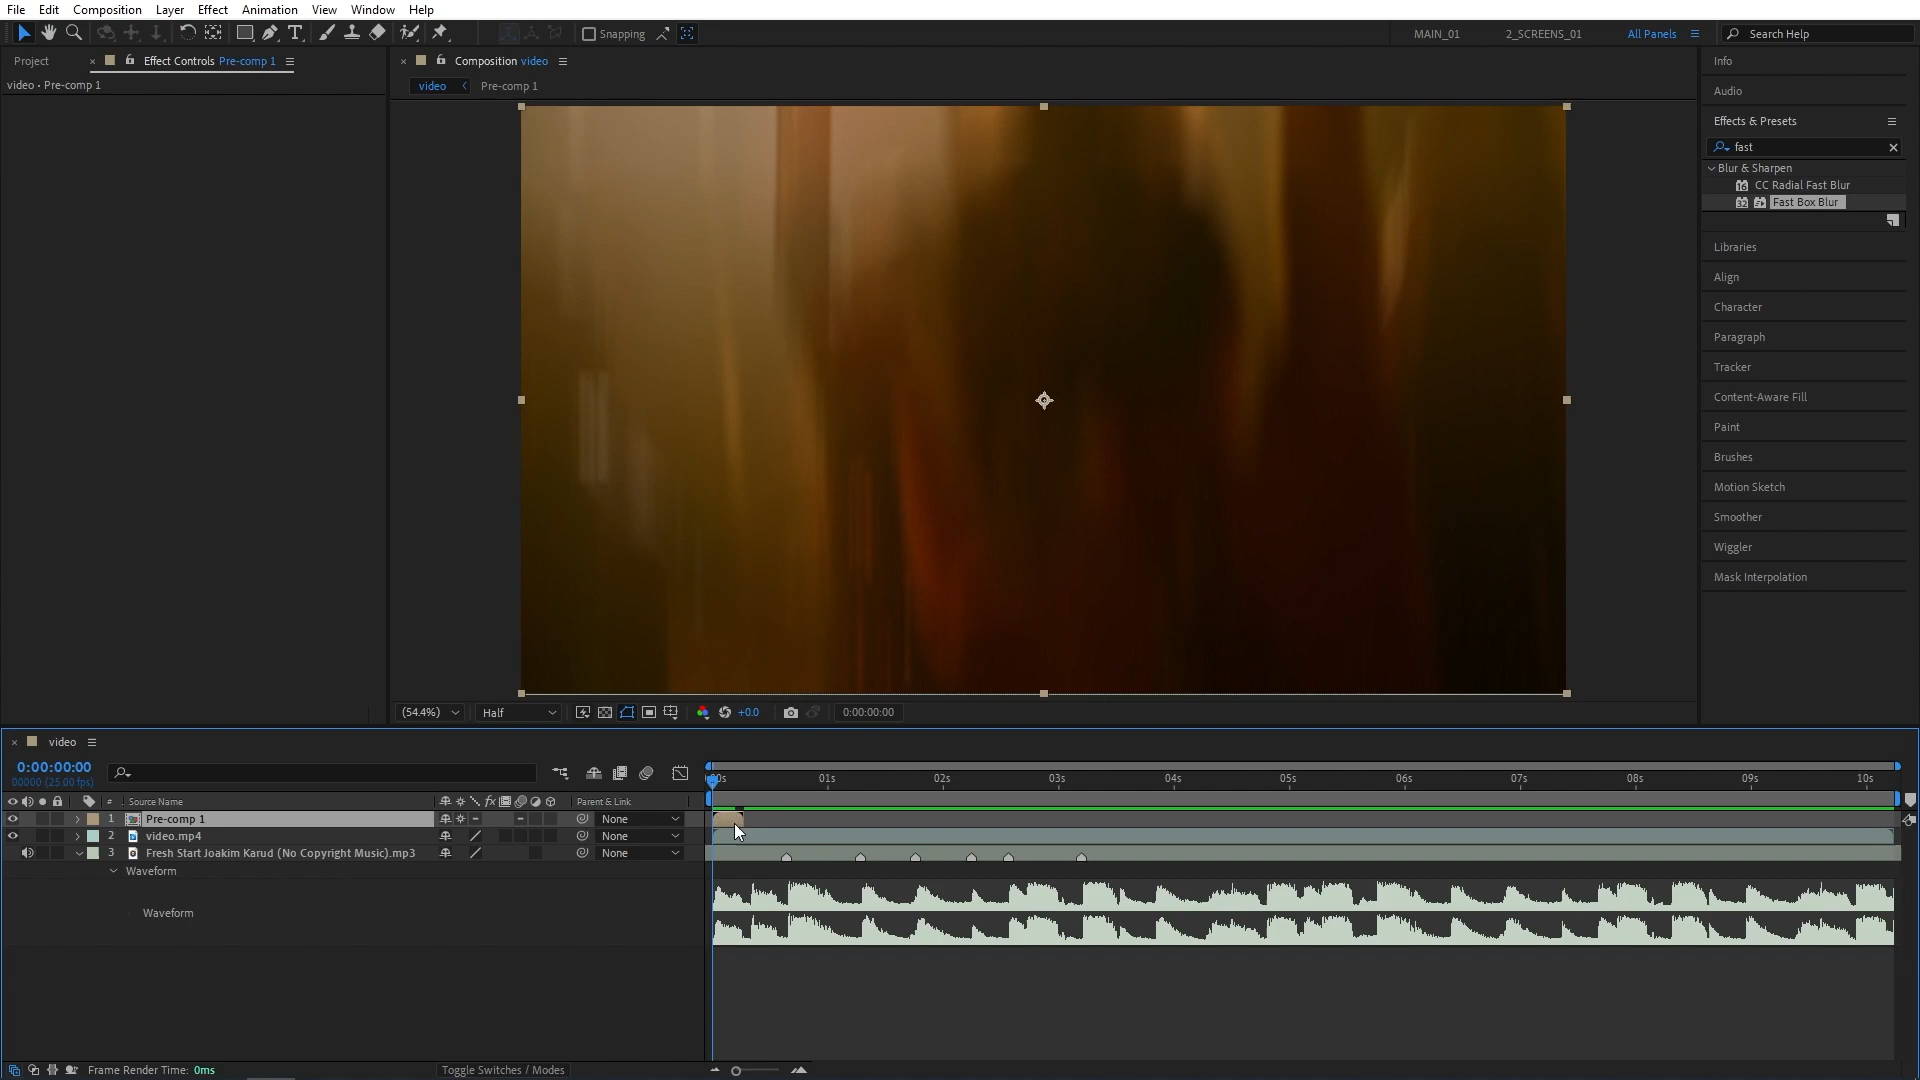 File Edit Composition Layer Effect Animation View Window Help
Snapping MAIN_01 2_SCREENS_01 All Panels Search Help
Project Effect Controls Pre-comp 1 Composition video Info
video • Pre-comp 1 video Pre-comp 1
Audio
Effects & Presets
fast
Blur & Sharpen
16 CC Radial Fast Blur
32 Fast Box Blur
Libraries
Align
Character
Paragraph
Tracker
Content-Aware Fill
Paint
Brushes
Motion Sketch
Smoother
Wiggler
Mask Interpolation
(54.4%) Half +0.0 0:00:00:00
video
0:00:00:00
00000 (25.00 fps)
:00s 01s 02s 03s 04s 05s 06s 07s 08s 09s 10s
# Source Name fx Parent & Link
1 Pre-comp 1 None
2 video.mp4 None
3 Fresh Start Joakim Karud (No Copyright Music).mp3 None
Waveform
Waveform
Frame Render Time: 0ms Toggle Switches / Modes